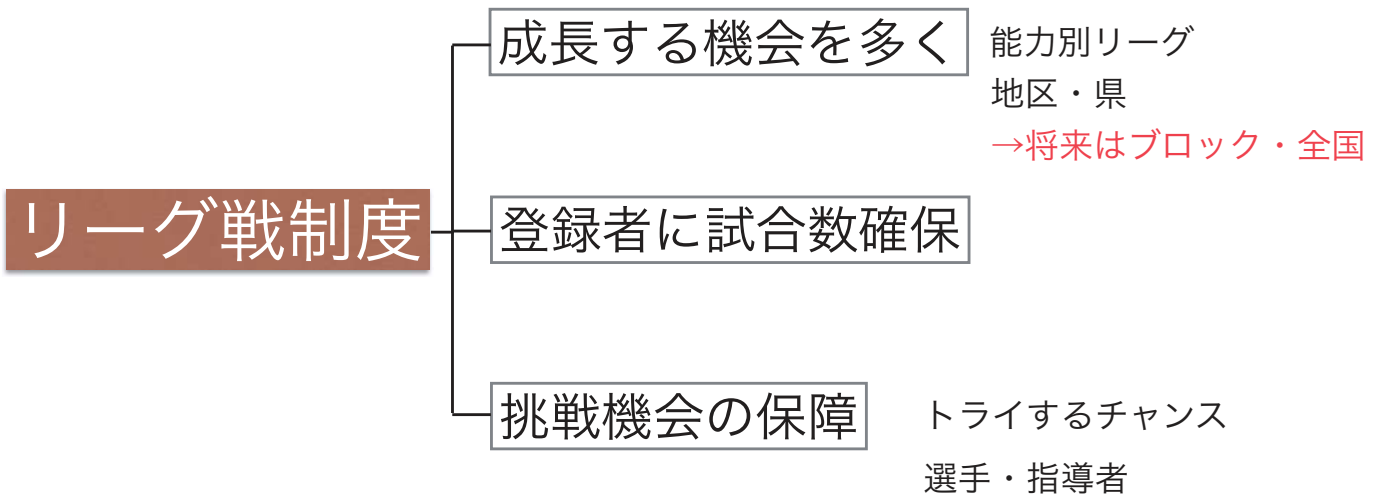 リーグ戦制度
成長する機会を多く
能力別リーグ
地区・県
→将来はブロック・全国
登録者に試合数確保
挑戦機会の保障
トライするチャンス
選手・指導者